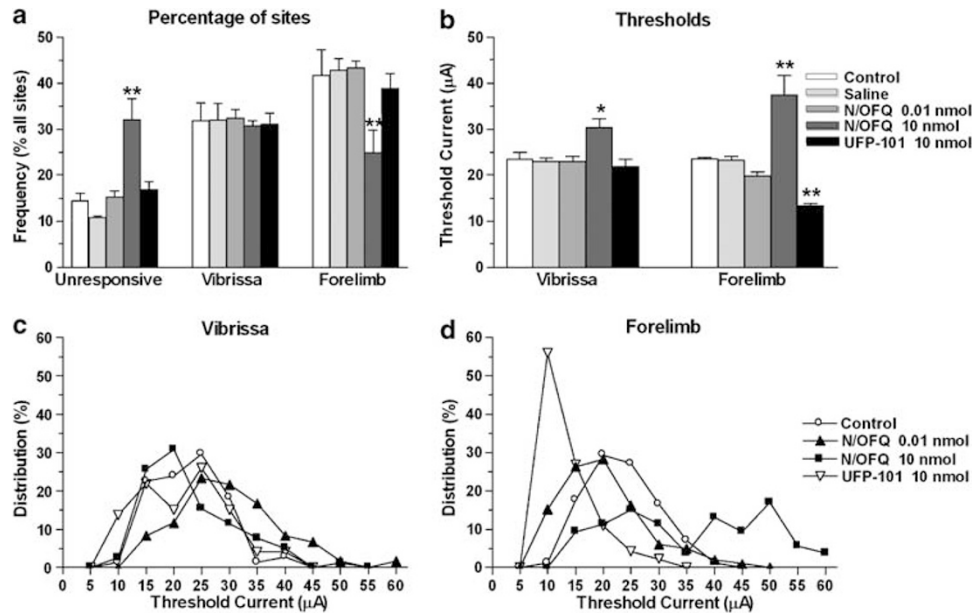 a
Percentage of sites
Frequency (% all sites)
50
40
30
20
10
0
**
**
Unresponsive
Vibrissa
Forelimb
b
Thresholds
Threshold Current (µA)
50
40
30
20
10
0
*
**
**
Vibrissa
Forelimb
Control
Saline
N/OFQ 0.01 nmol
N/OFQ 10 nmol
UFP-101 10 nmol
c
Vibrissa
Distribution (%)
60
50
40
30
20
10
0
0 5 10 15 20 25 30 35 40 45 50 55 60
Threshold Current (µA)
d
Forelimb
Distribution (%)
60
50
40
30
20
10
0
0 5 10 15 20 25 30 35 40 45 50 55 60
Threshold Current (µA)
Control
N/OFQ 0.01 nmol
N/OFQ 10 nmol
UFP-101 10 nmol